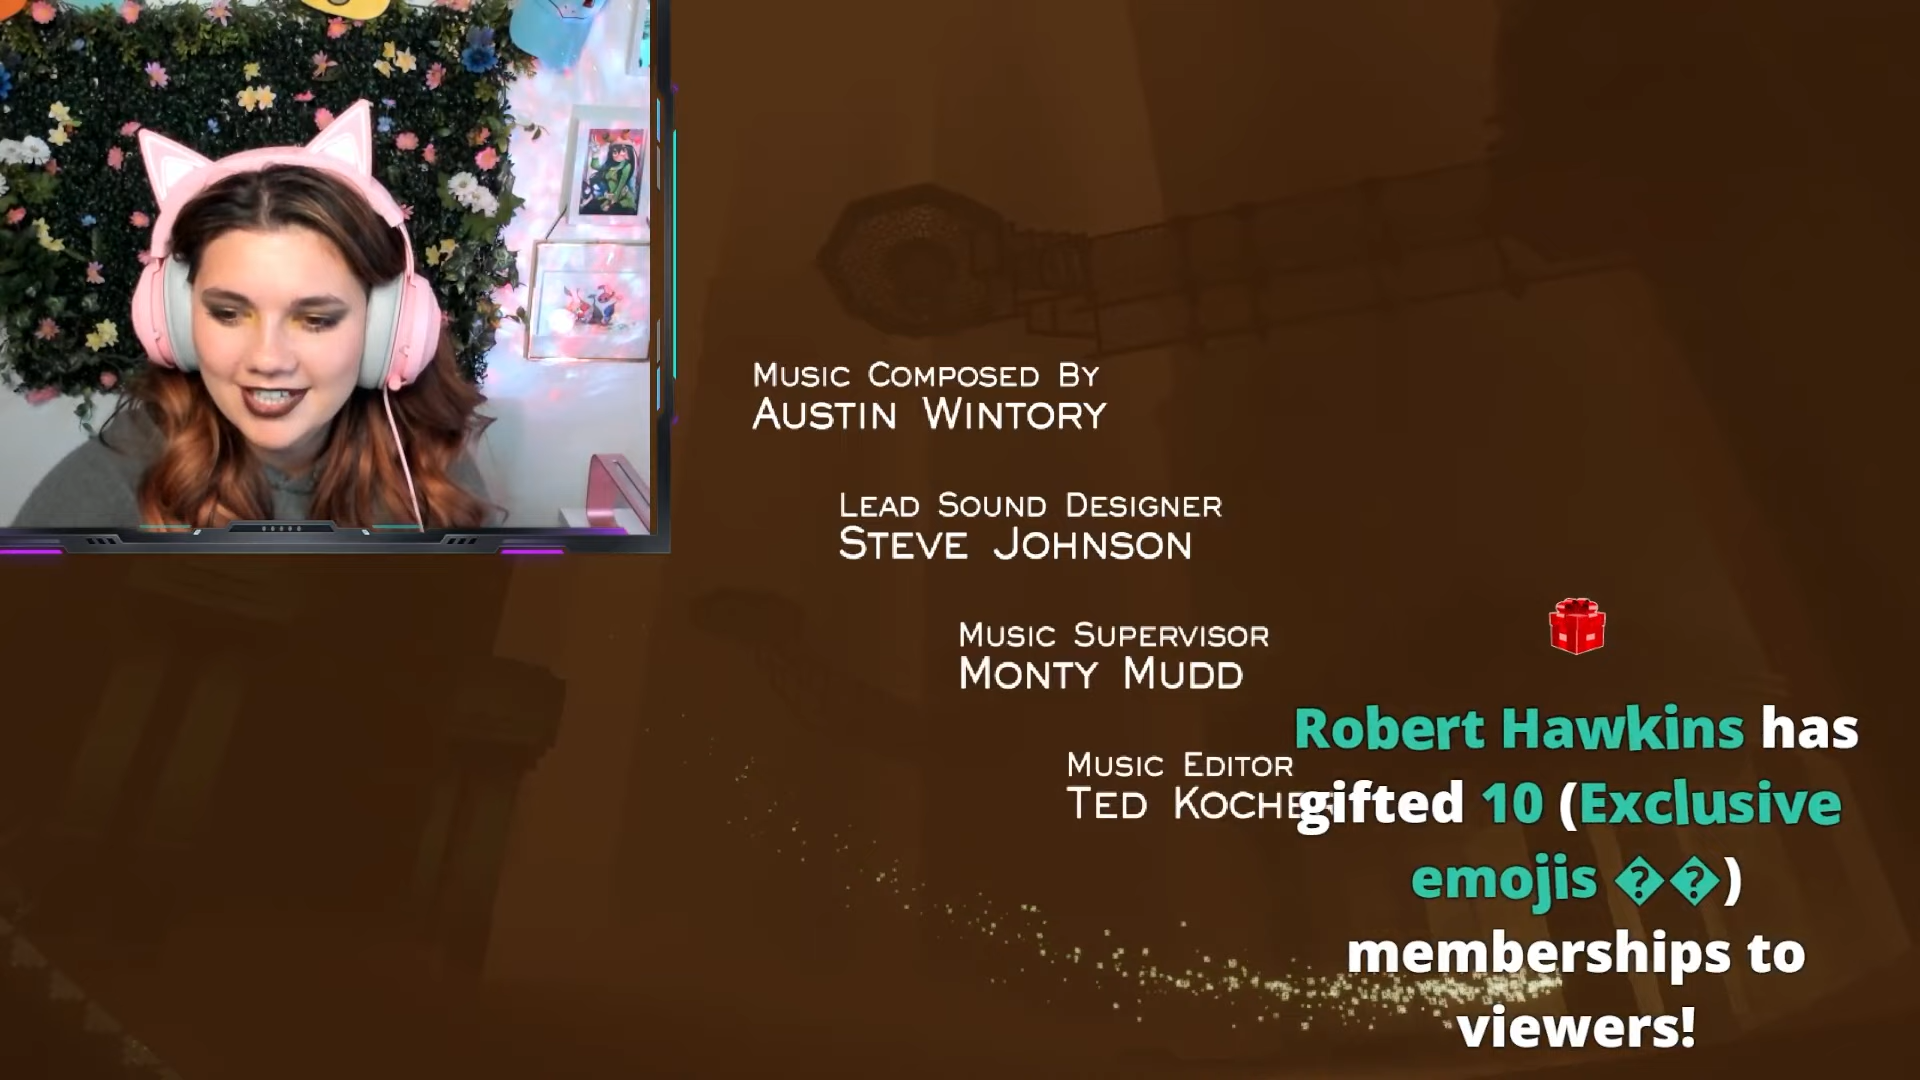 Music Composed By
Austin Wintory
Lead Sound Designer
Steve Johnson
Music Supervisor
Monty Mudd
Music Editor
Ted
Robert Hawkins has
gifted 10 (Exclusive
emojis ��)
memberships to
viewers!